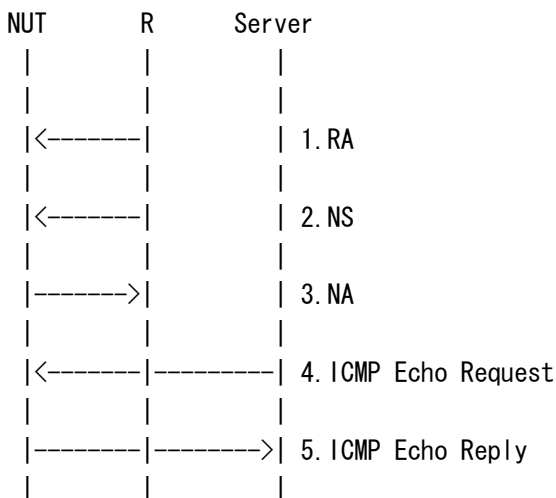 NUT R Server
1.RA
2.NS
3.NA
4.ICMP Echo Request
5.ICMP Echo Reply